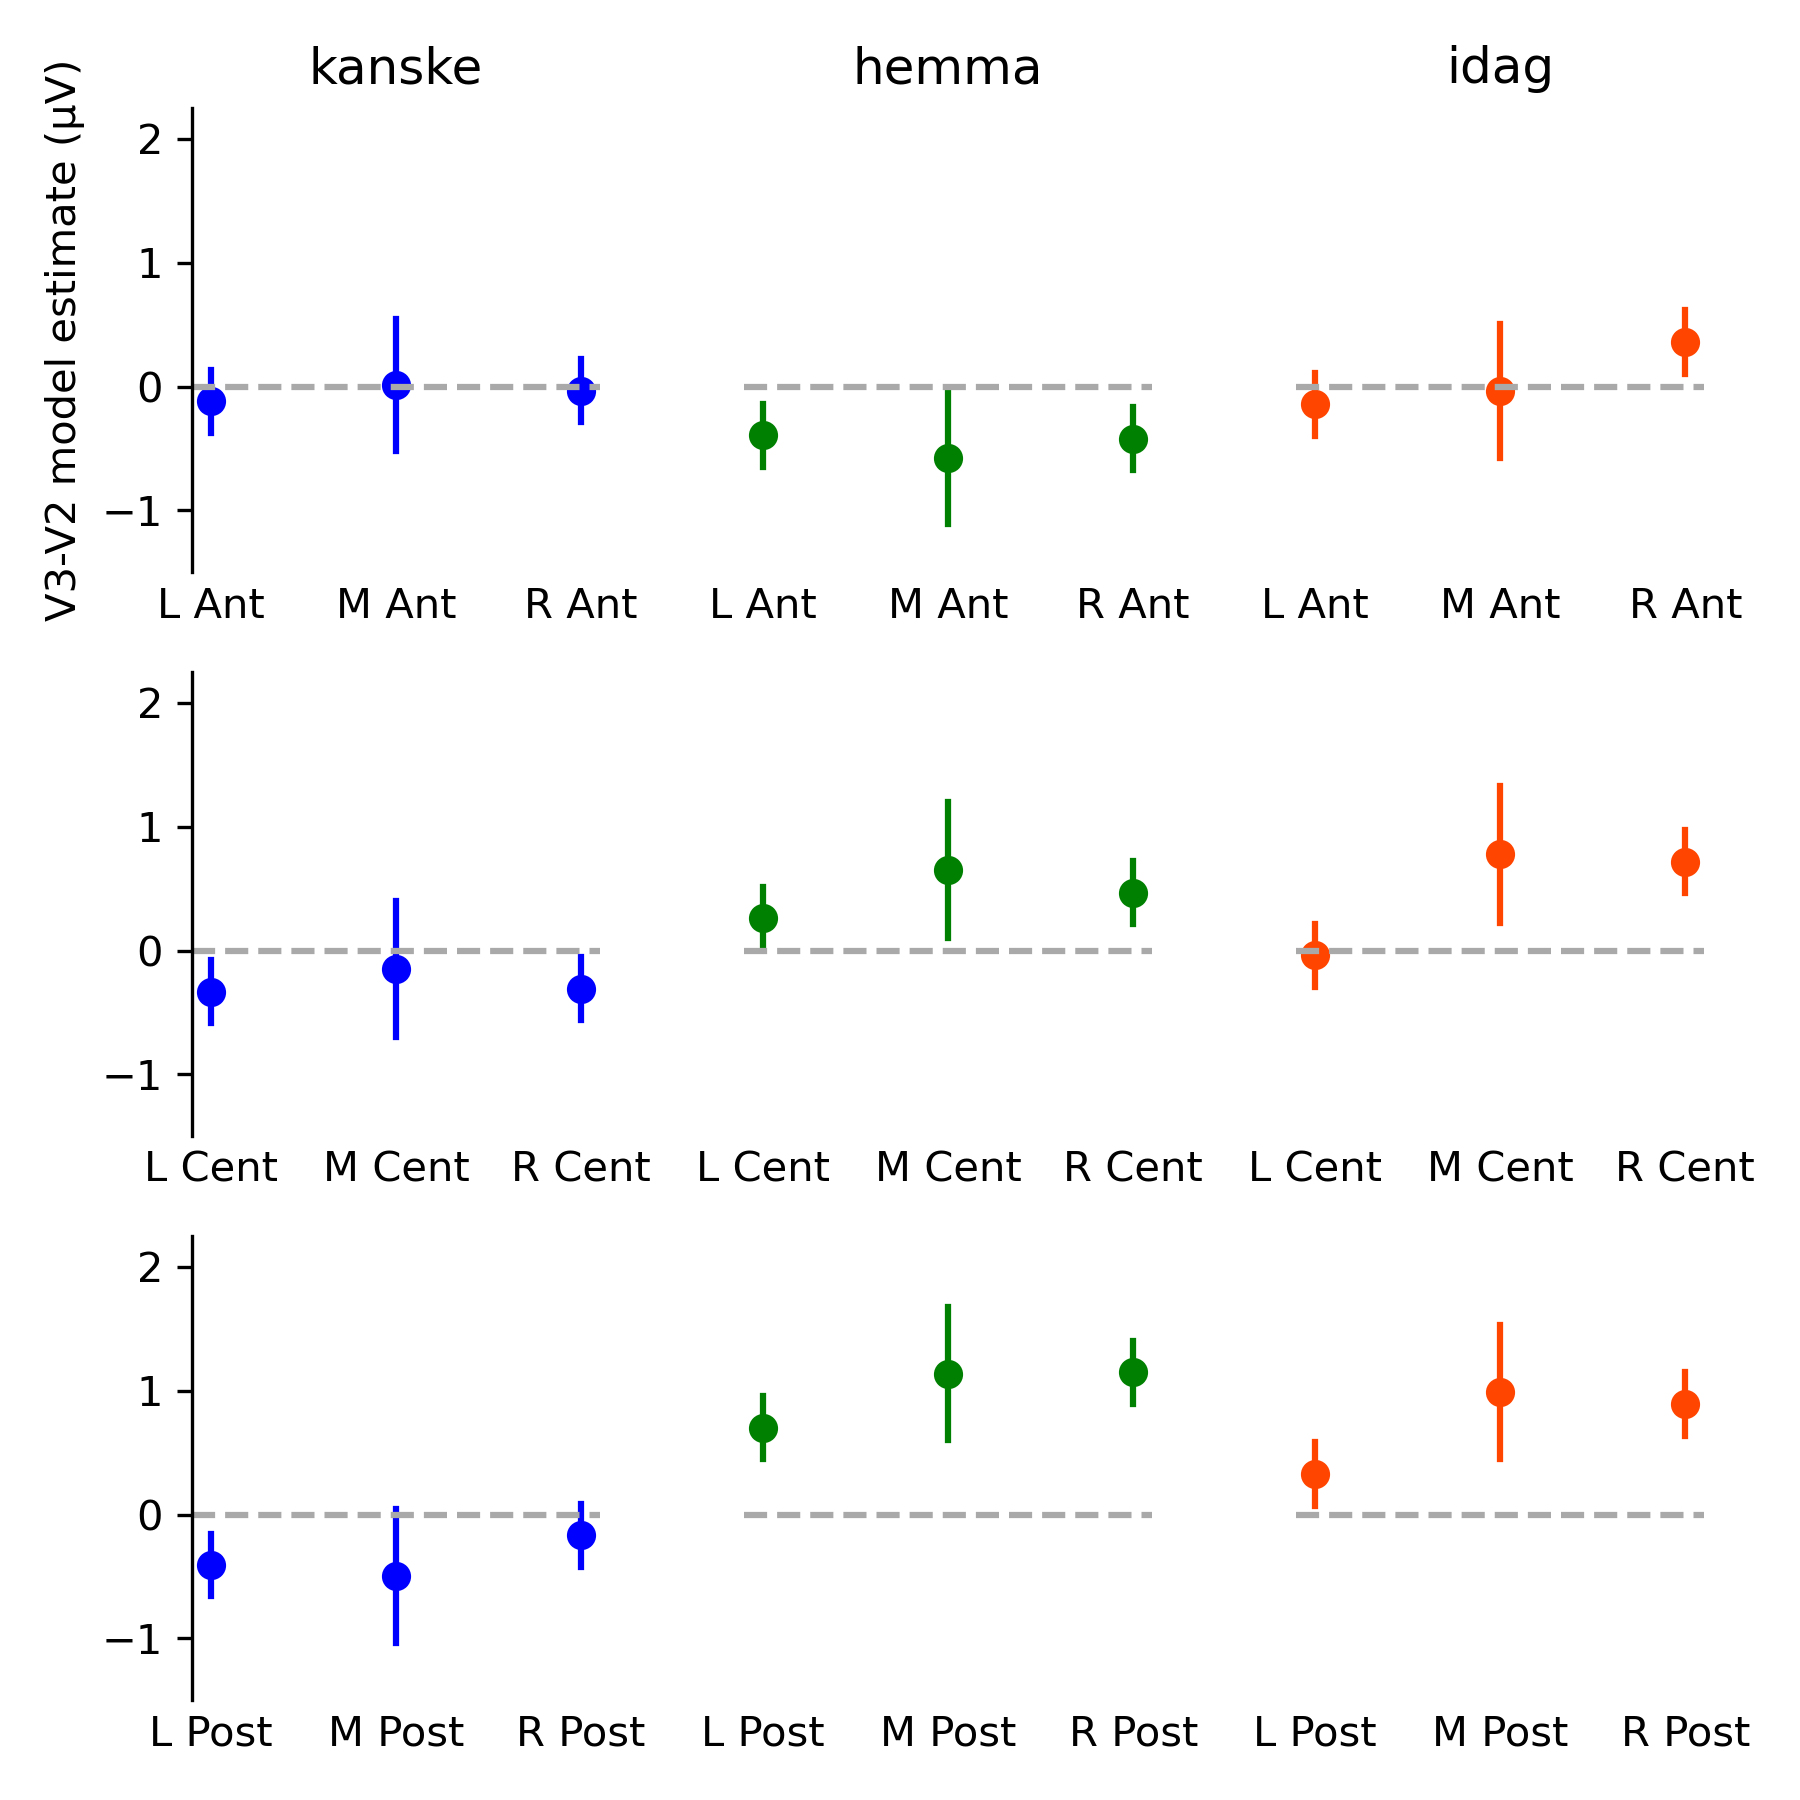 kanske hemma idag
V3-V2 model estimate (μV)
2
1
0
−1
L Ant M Ant R Ant L Ant M Ant R Ant L Ant M Ant R Ant
2
1
0
−1
L Cent M Cent R Cent L Cent M Cent R Cent L Cent M Cent R Cent
2
1
0
−1
L Post M Post R Post L Post M Post R Post L Post M Post R Post